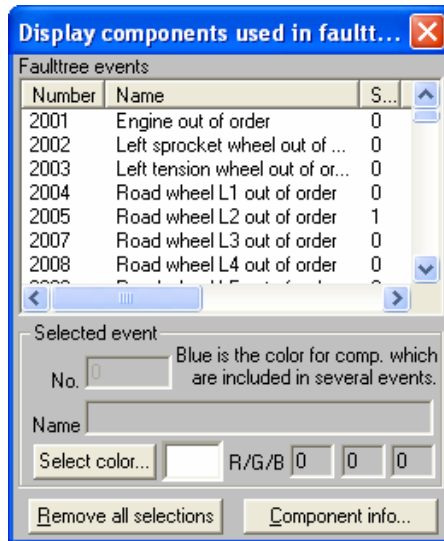 Display components used in faultt...
Faulttree events
Number Name S...
2001 Engine out of order 0
2002 Left sprocket wheel out of ... 0
2003 Left tension wheel out of or... 0
2004 Road wheel L1 out of order 0
2005 Road wheel L2 out of order 1
2007 Road wheel L3 out of order 0
2008 Road wheel L4 out of order 0
Selected event
No. 0
Blue is the color for comp. which
are included in several events.
Name
Select color... R/G/B 0 0 0
Remove all selections Component info...